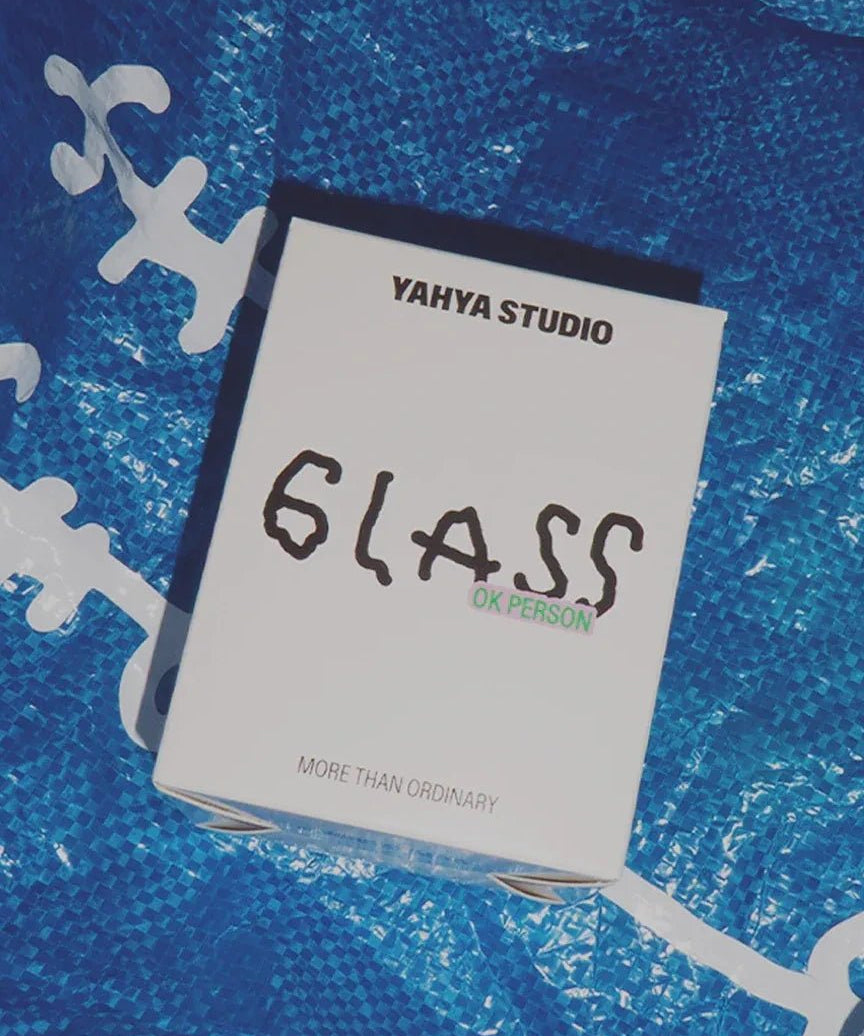 YAHYA STUDIO
GLASS
OK PERSON
MORE THAN ORDINARY